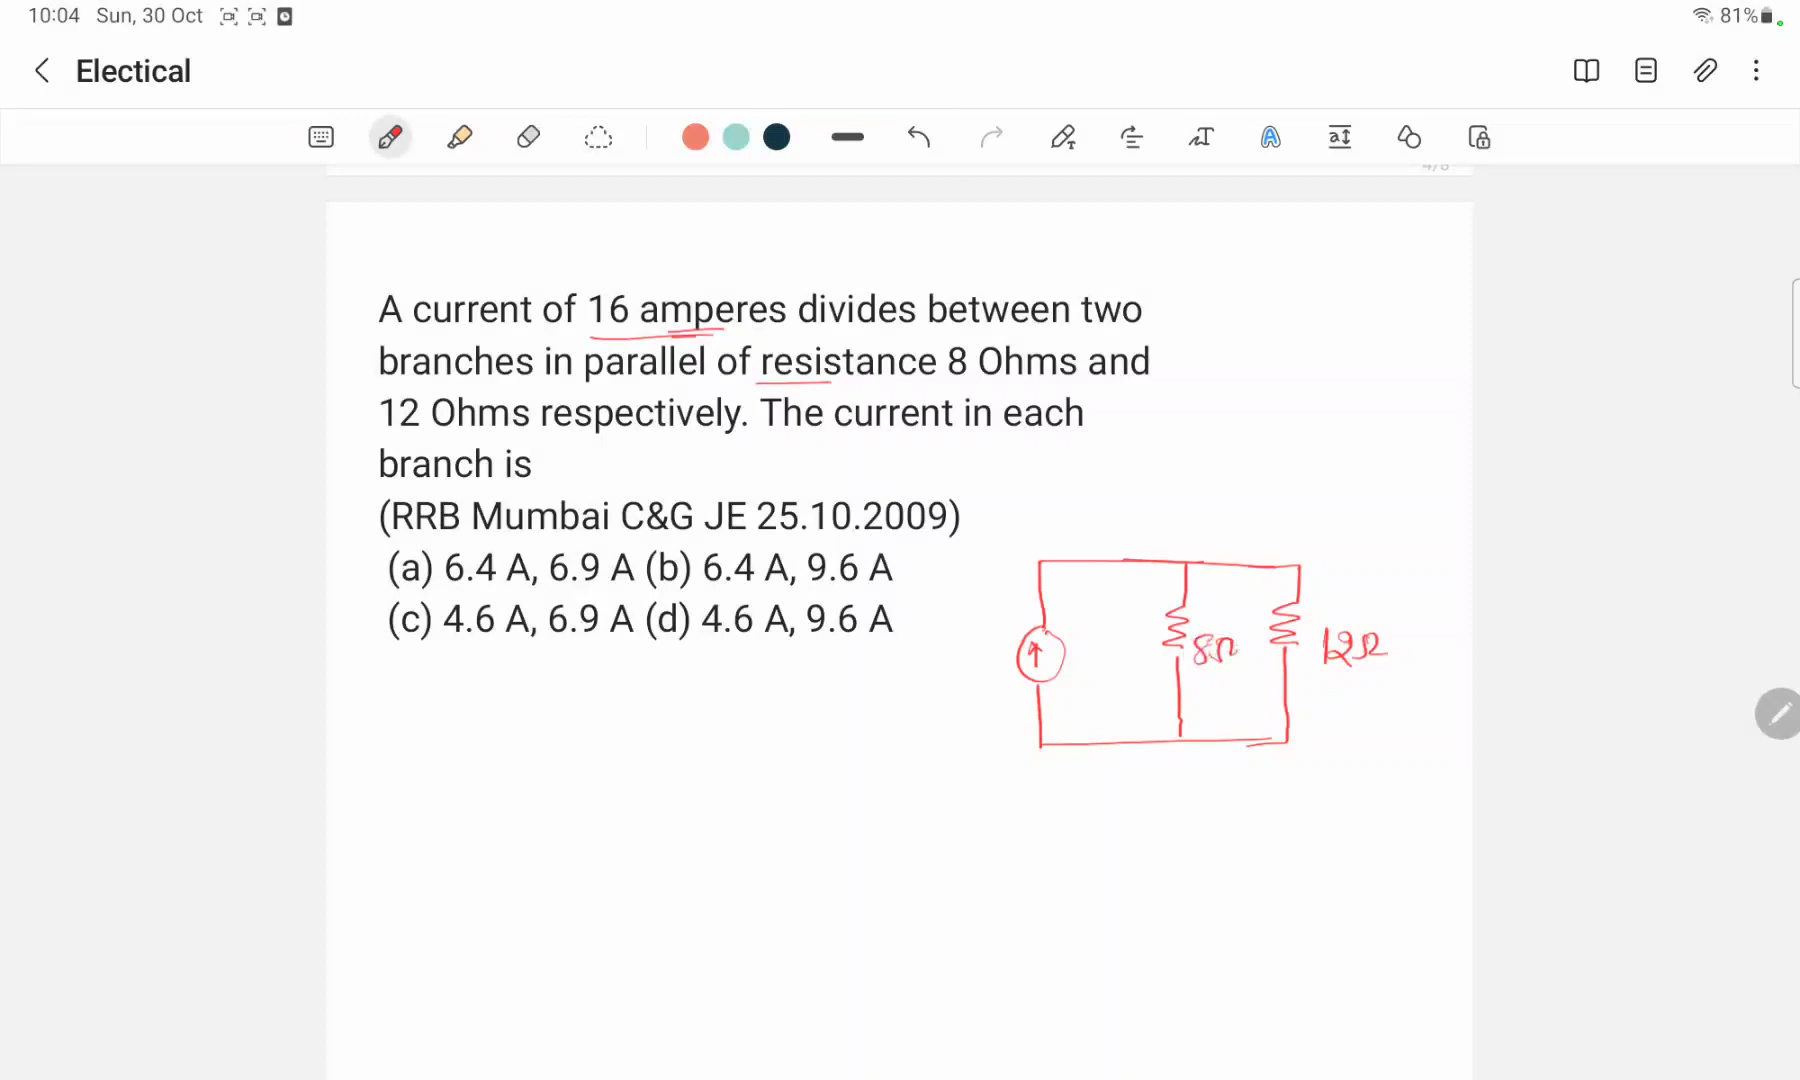 10:04 Sun, 30 Oct 81%
Electical
4/5
A current of 16 amperes divides between two
branches in parallel of resistance 8 Ohms and
12 Ohms respectively. The current in each
branch is
(RRB Mumbai C&G JE 25.10.2009)
(a) 6.4 A, 6.9 A (b) 6.4 A, 9.6 A
(c) 4.6 A, 6.9 A (d) 4.6 A, 9.6 A
8Ω 12Ω